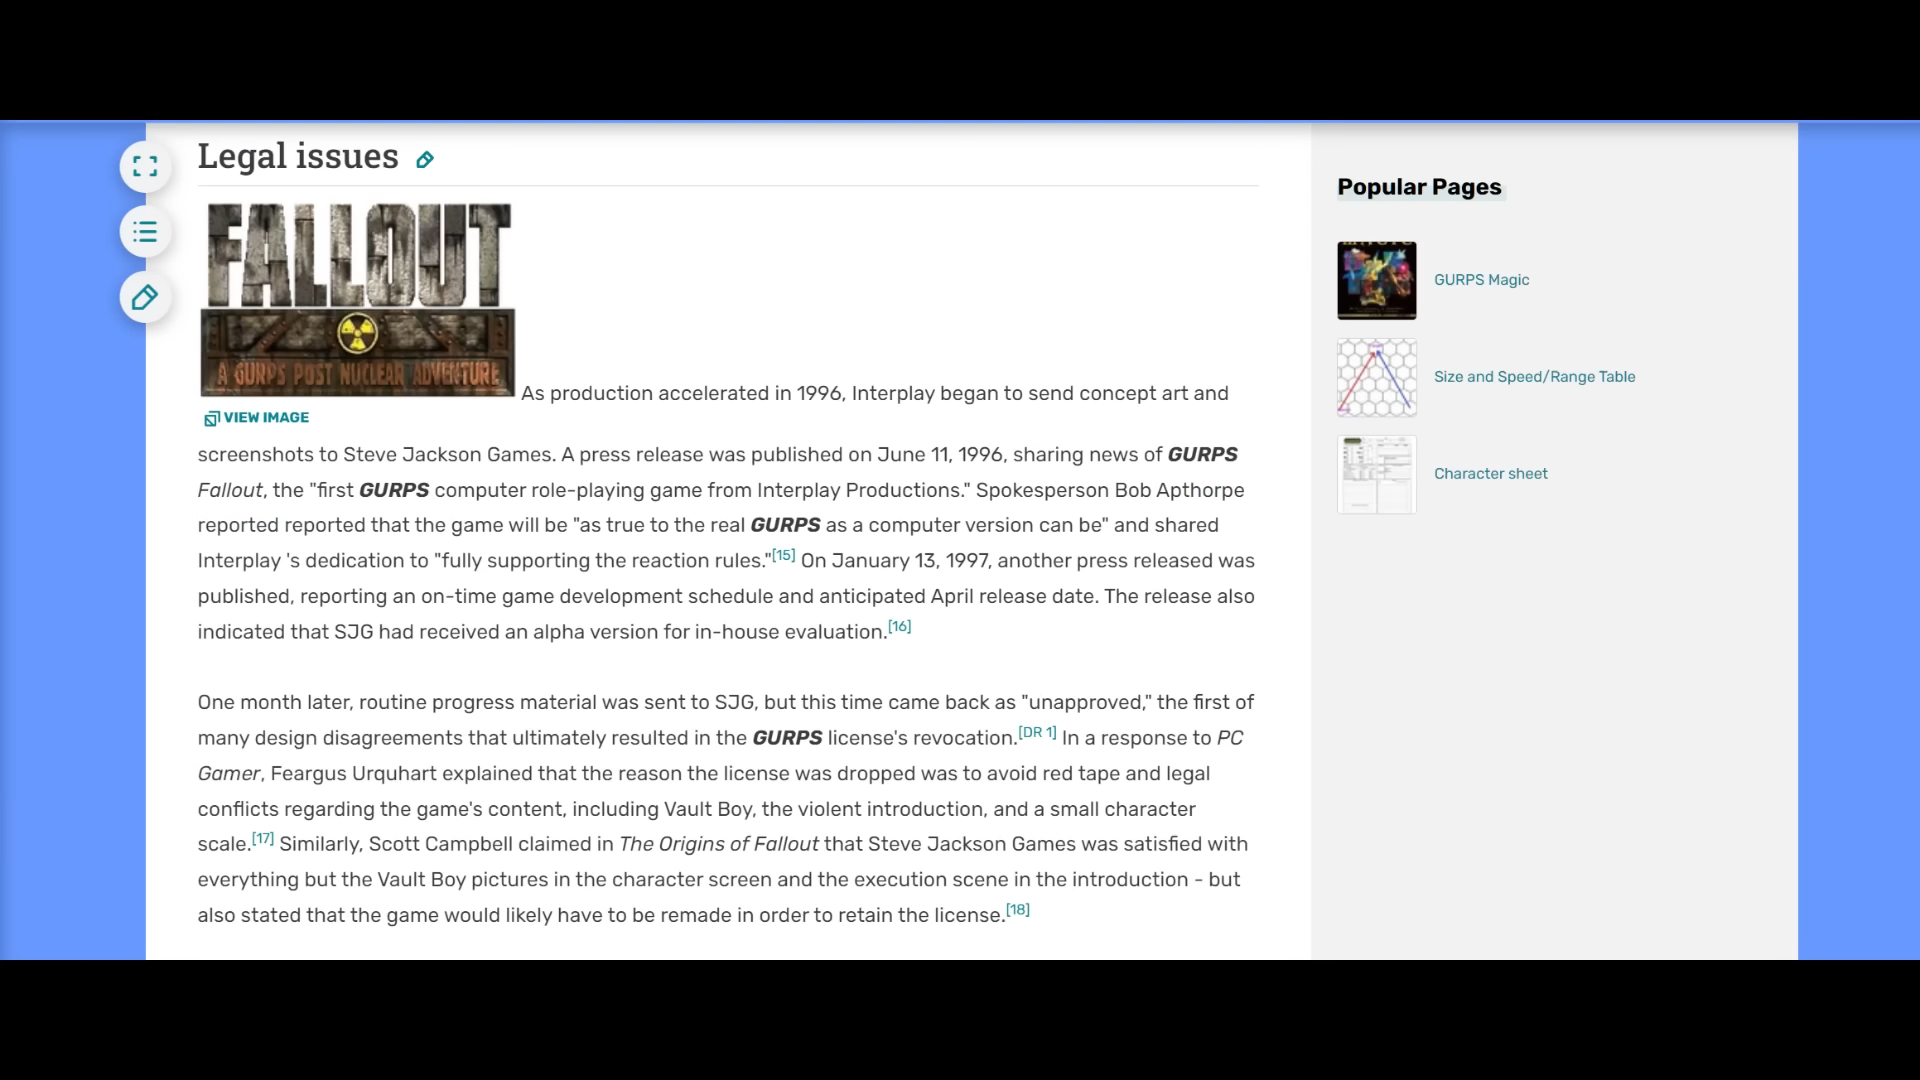 Legal issues
FALLOUT
A GURPS POST NUCLEAR ADVENTURE
As production accelerated in 1996, Interplay began to send concept art and
VIEW IMAGE
screenshots to Steve Jackson Games. A press release was published on June 11, 1996, sharing news of GURPS
Fallout, the "first GURPS computer role-playing game from Interplay Productions." Spokesperson Bob Apthorpe
reported reported that the game will be "as true to the real GURPS as a computer version can be" and shared
Interplay 's dedication to "fully supporting the reaction rules."[15] On January 13, 1997, another press released was
published, reporting an on-time game development schedule and anticipated April release date. The release also
indicated that SJG had received an alpha version for in-house evaluation.[16]
One month later, routine progress material was sent to SJG, but this time came back as "unapproved," the first of
many design disagreements that ultimately resulted in the GURPS license's revocation.[DR 1] In a response to PC
Gamer, Feargus Urquhart explained that the reason the license was dropped was to avoid red tape and legal
conflicts regarding the game's content, including Vault Boy, the violent introduction, and a small character
scale.[17] Similarly, Scott Campbell claimed in The Origins of Fallout that Steve Jackson Games was satisfied with
everything but the Vault Boy pictures in the character screen and the execution scene in the introduction - but
also stated that the game would likely have to be remade in order to retain the license.[18]
Popular Pages
GURPS Magic
Size and Speed/Range Table
Character sheet